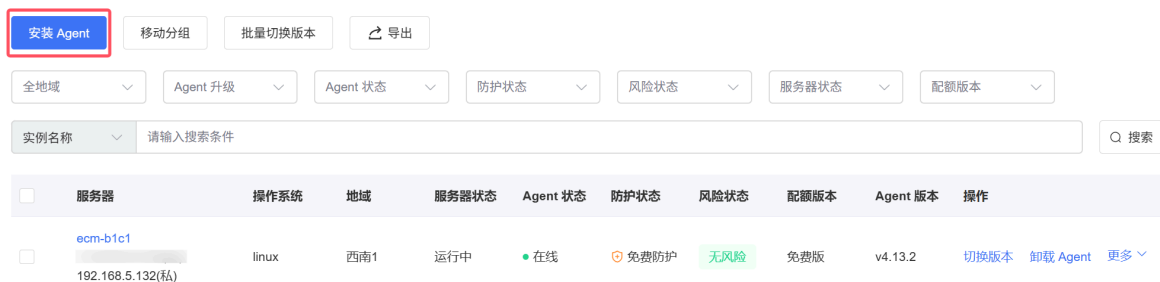 安装 Agent 移动分组 批量切换版本 导出
全地域 Agent 升级 Agent 状态 防护状态 风险状态 服务器状态 配额版本
实例名称 请输入搜索条件 搜索
服务器 操作系统 地域 服务器状态 Agent 状态 防护状态 风险状态 配额版本 Agent 版本 操作
ecm-b1c1
linux 西南1 运行中 在线 免费防护 无风险 免费版 v4.13.2 切换版本 卸载 Agent 更多
192.168.5.132(私)